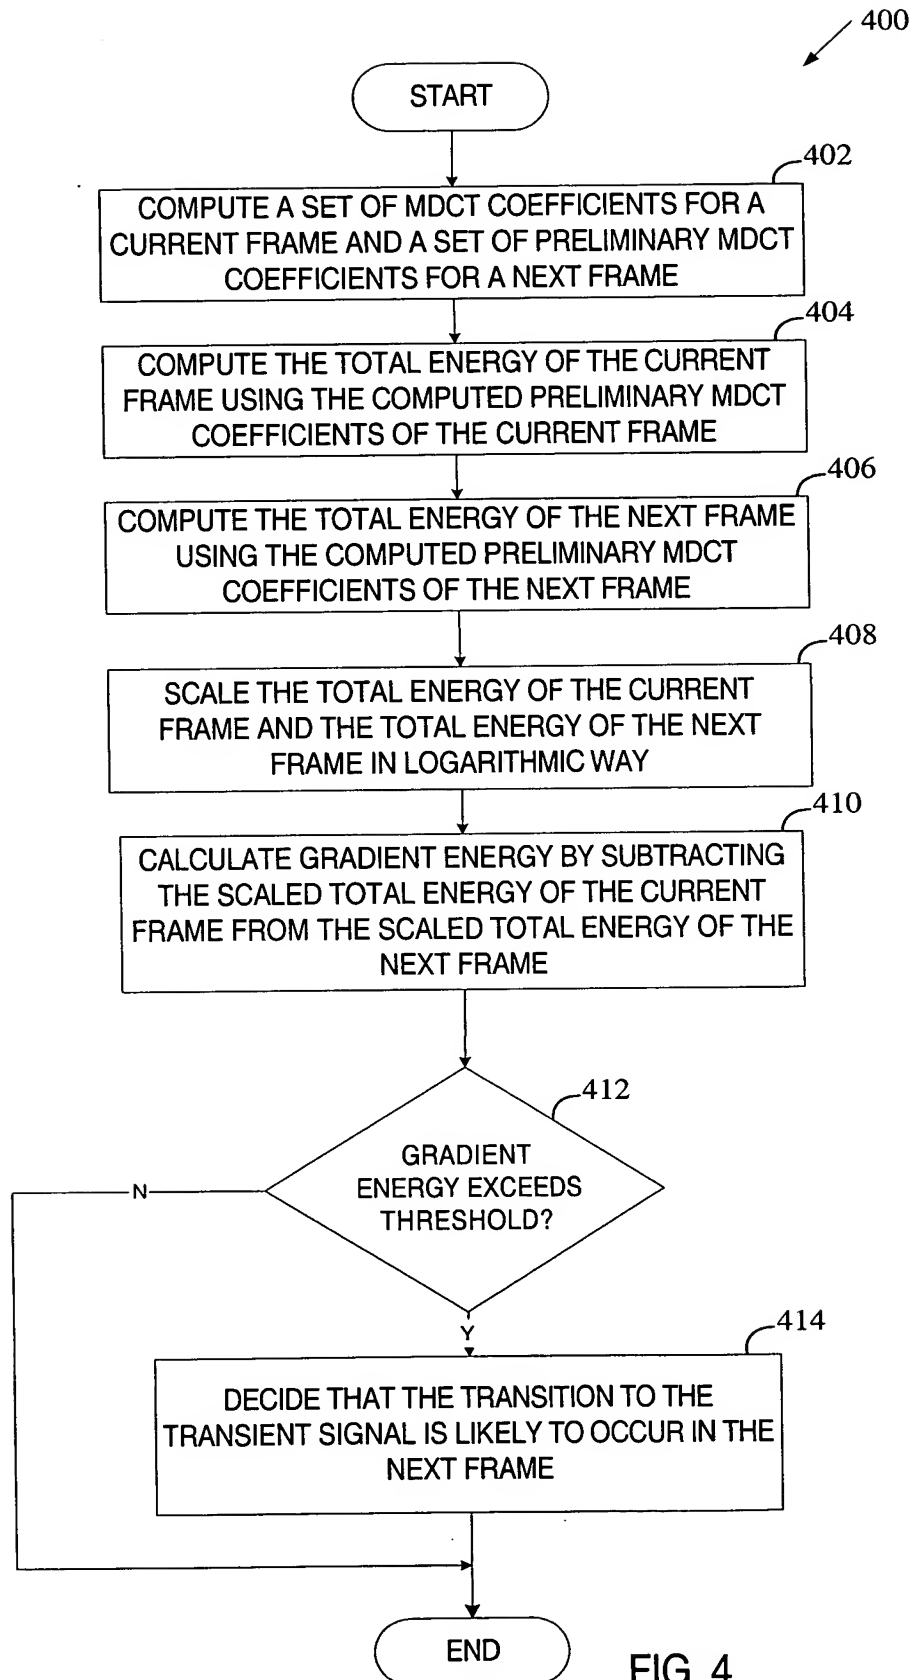 400
START
402
COMPUTE A SET OF MDCT COEFFICIENTS FOR A
CURRENT FRAME AND A SET OF PRELIMINARY MDCT
COEFFICIENTS FOR A NEXT FRAME
404
COMPUTE THE TOTAL ENERGY OF THE CURRENT
FRAME USING THE COMPUTED PRELIMINARY MDCT
COEFFICIENTS OF THE CURRENT FRAME
406
COMPUTE THE TOTAL ENERGY OF THE NEXT FRAME
USING THE COMPUTED PRELIMINARY MDCT
COEFFICIENTS OF THE NEXT FRAME
408
SCALE THE TOTAL ENERGY OF THE CURRENT
FRAME AND THE TOTAL ENERGY OF THE NEXT
FRAME IN LOGARITHMIC WAY
410
CALCULATE GRADIENT ENERGY BY SUBTRACTING
THE SCALED TOTAL ENERGY OF THE CURRENT
FRAME FROM THE SCALED TOTAL ENERGY OF THE
NEXT FRAME
412
GRADIENT
ENERGY EXCEEDS
THRESHOLD?
N
Y
414
DECIDE THAT THE TRANSITION TO THE
TRANSIENT SIGNAL IS LIKELY TO OCCUR IN THE
NEXT FRAME
END
FIG. 4